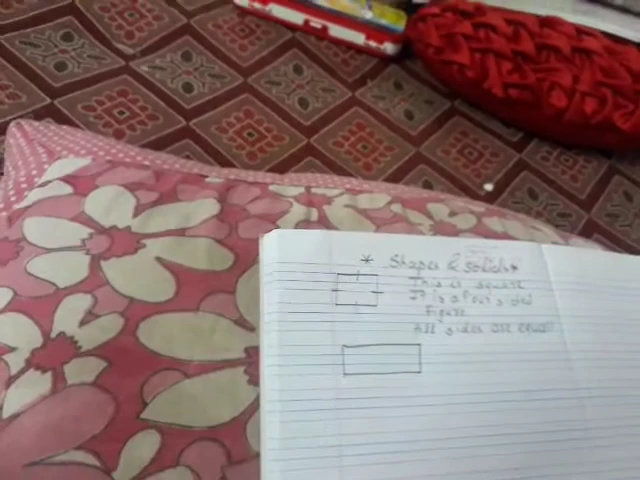 * Shapes & solids *
This is square
It is a four sided
figure
All sides are equal